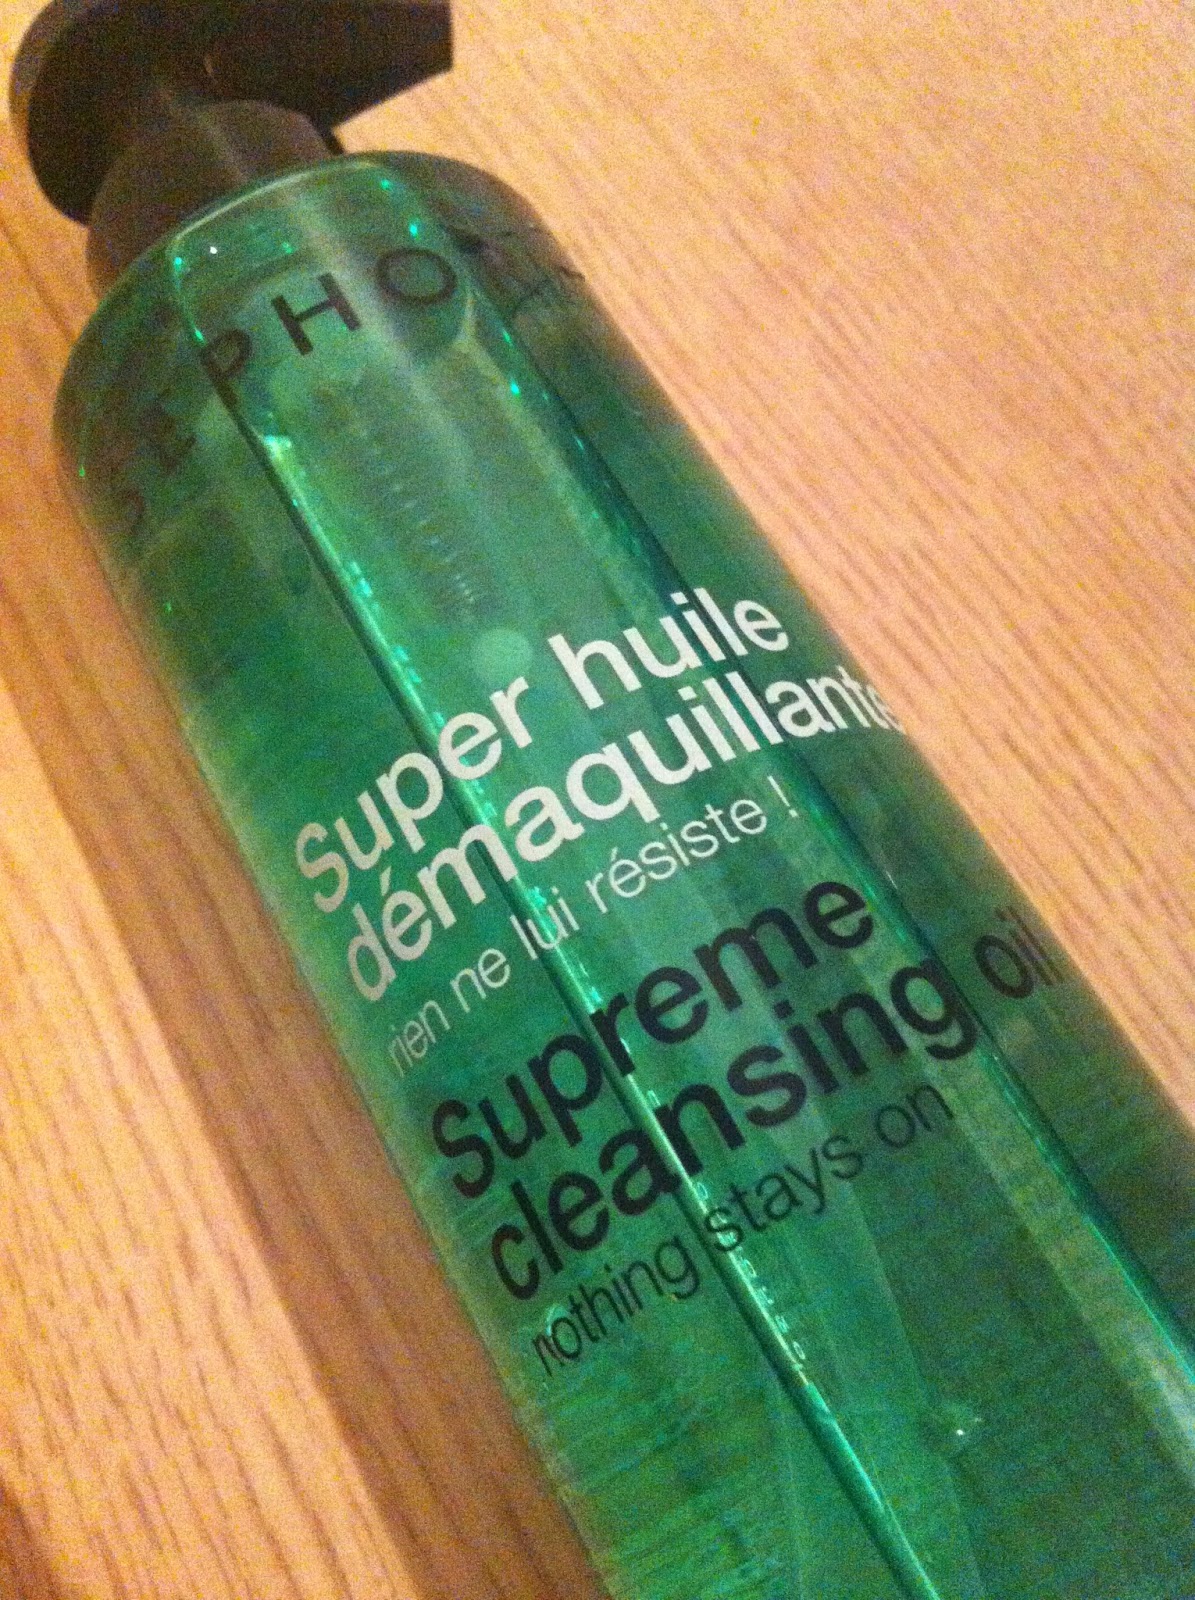 SEPHO
super huile
démaquillante
rien ne lui résiste !
supreme
cleansing oil
nothing stays on